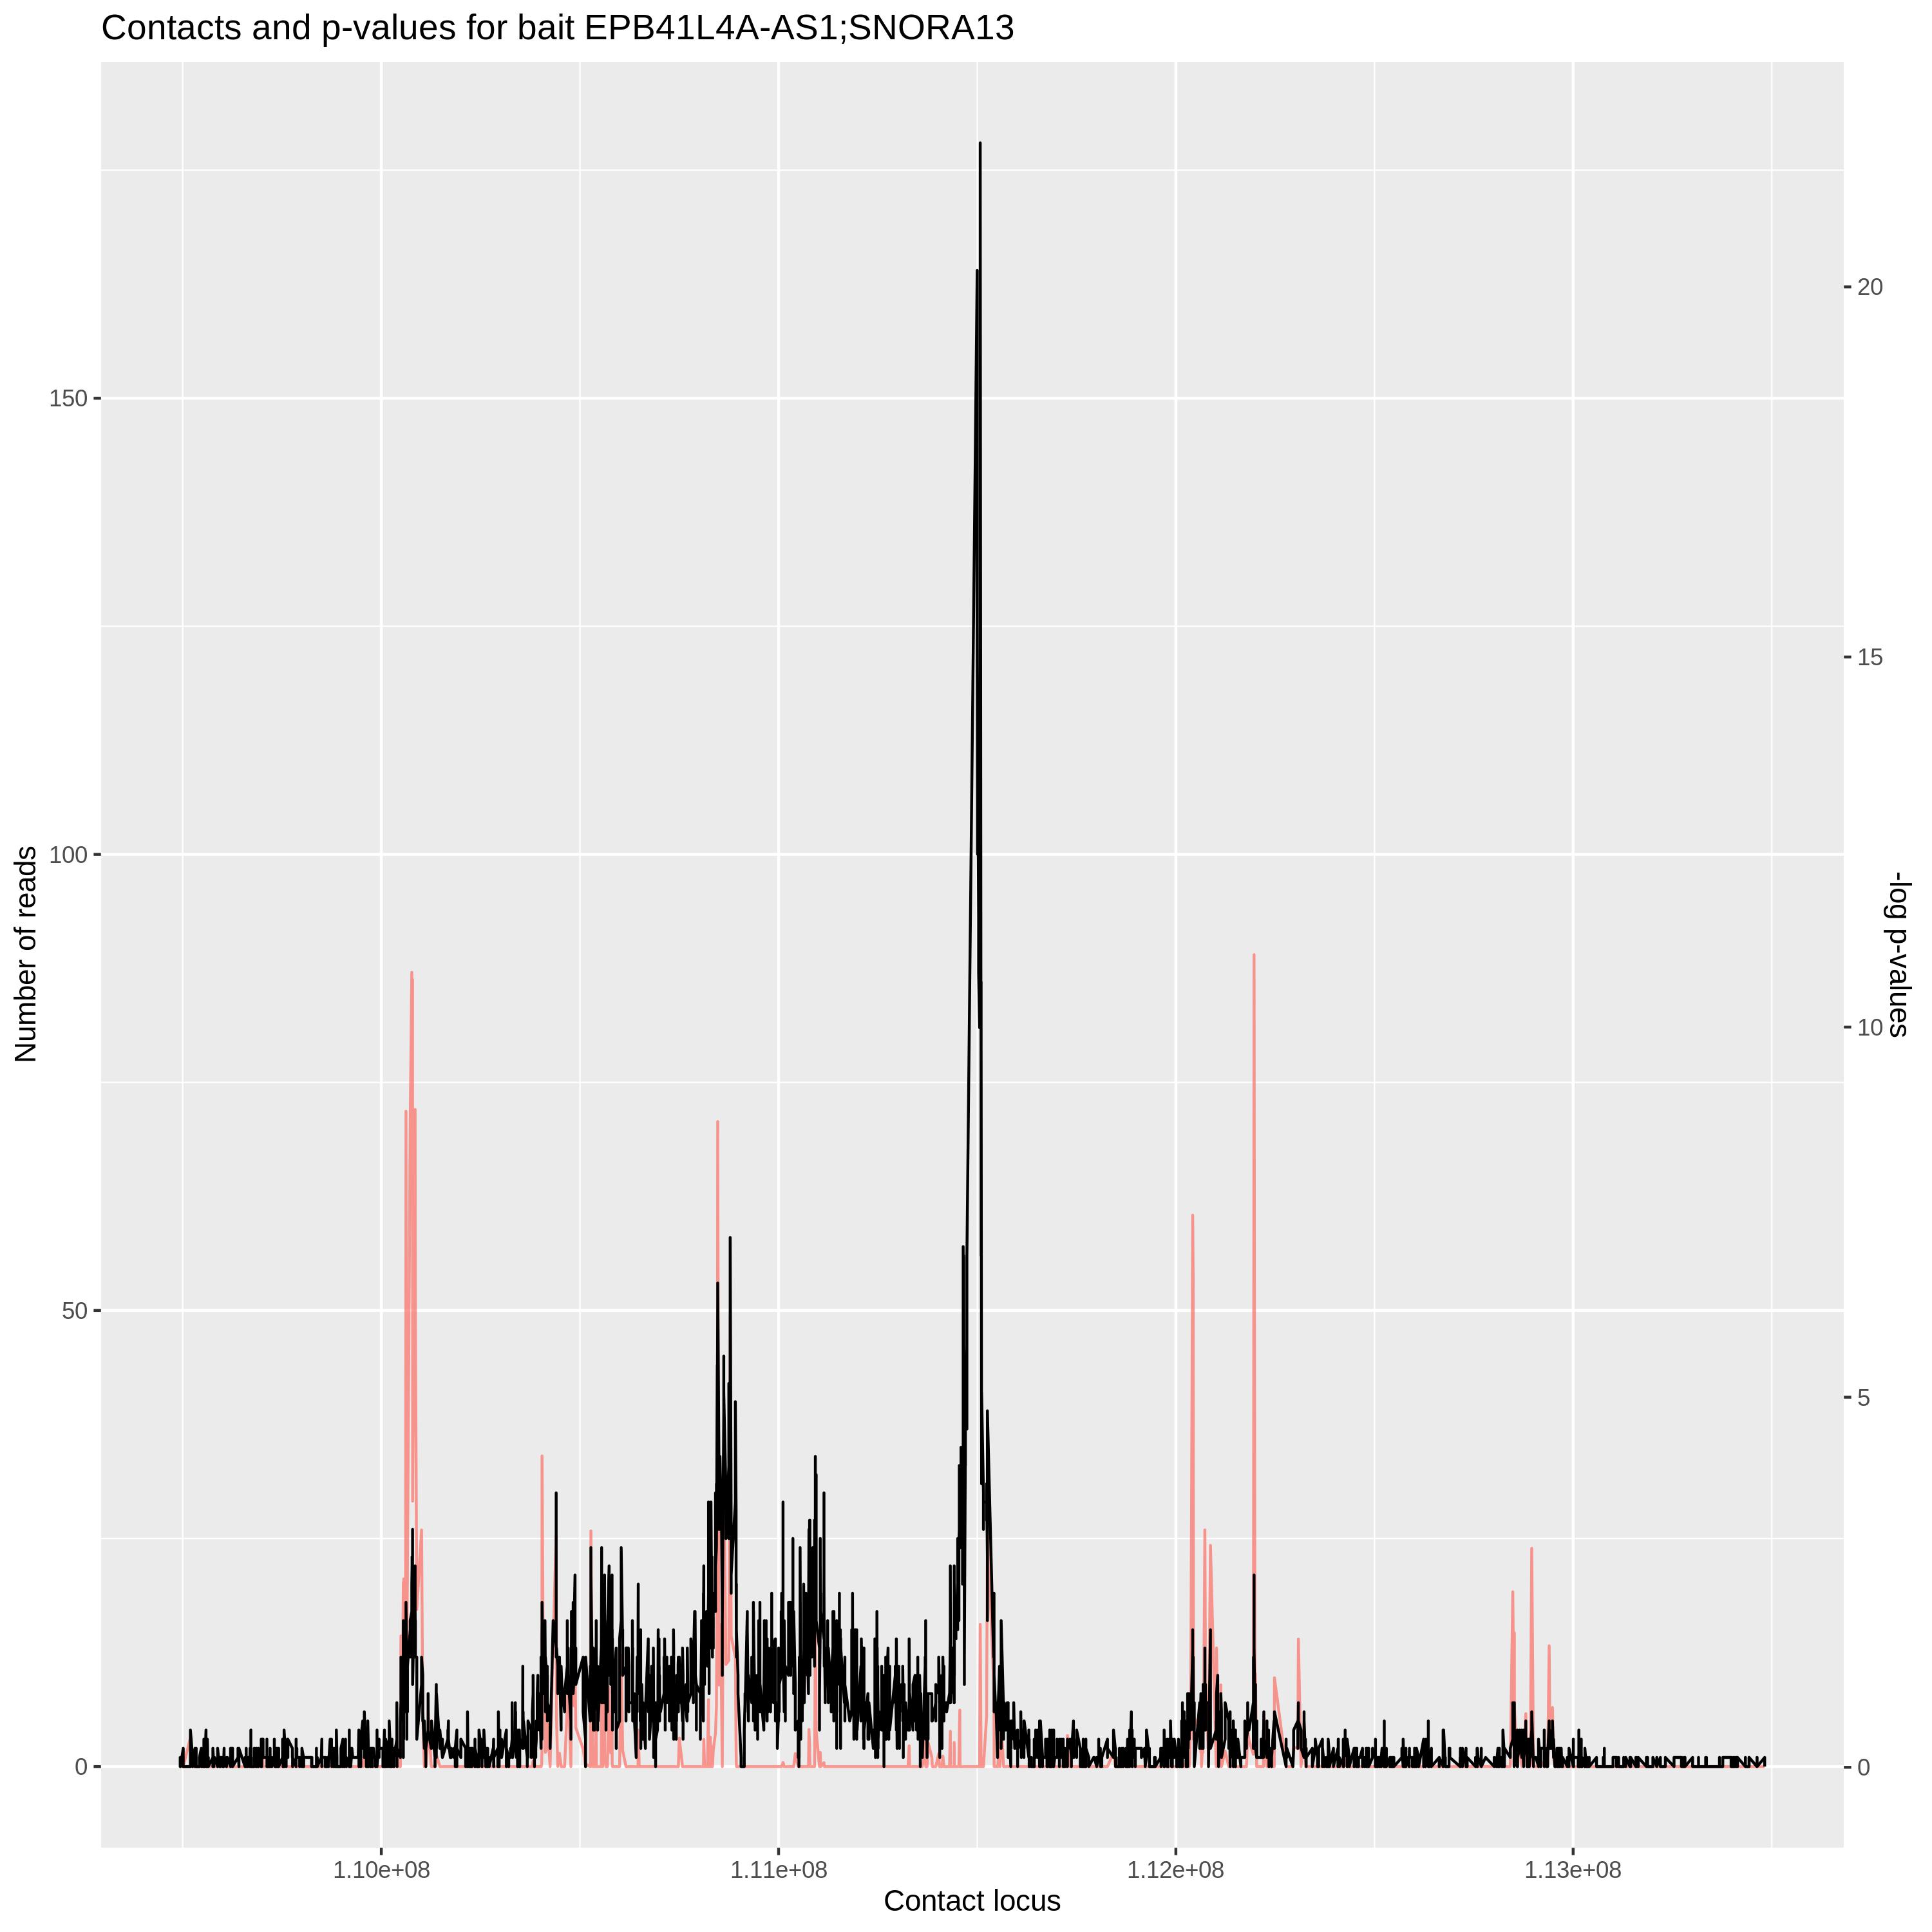 Contacts and p-values for bait EPB41L4A-AS1;SNORA13
Number of reads
150
100
50
0
20
15
10
5
0
-log p-values
1.10e+08 1.11e+08 1.12e+08 1.13e+08
Contact locus